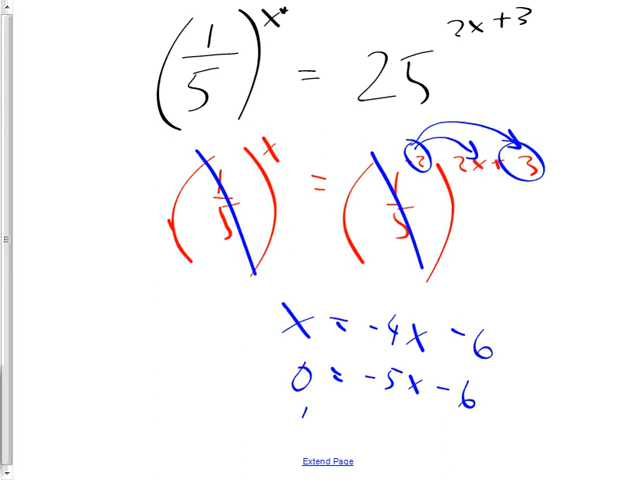 (1/5)^x = 25^(2x+3)
(1/5)^x = (1/5)^(-2(2x+3))
x = -4x - 6
0 = -5x - 6
Extend Page